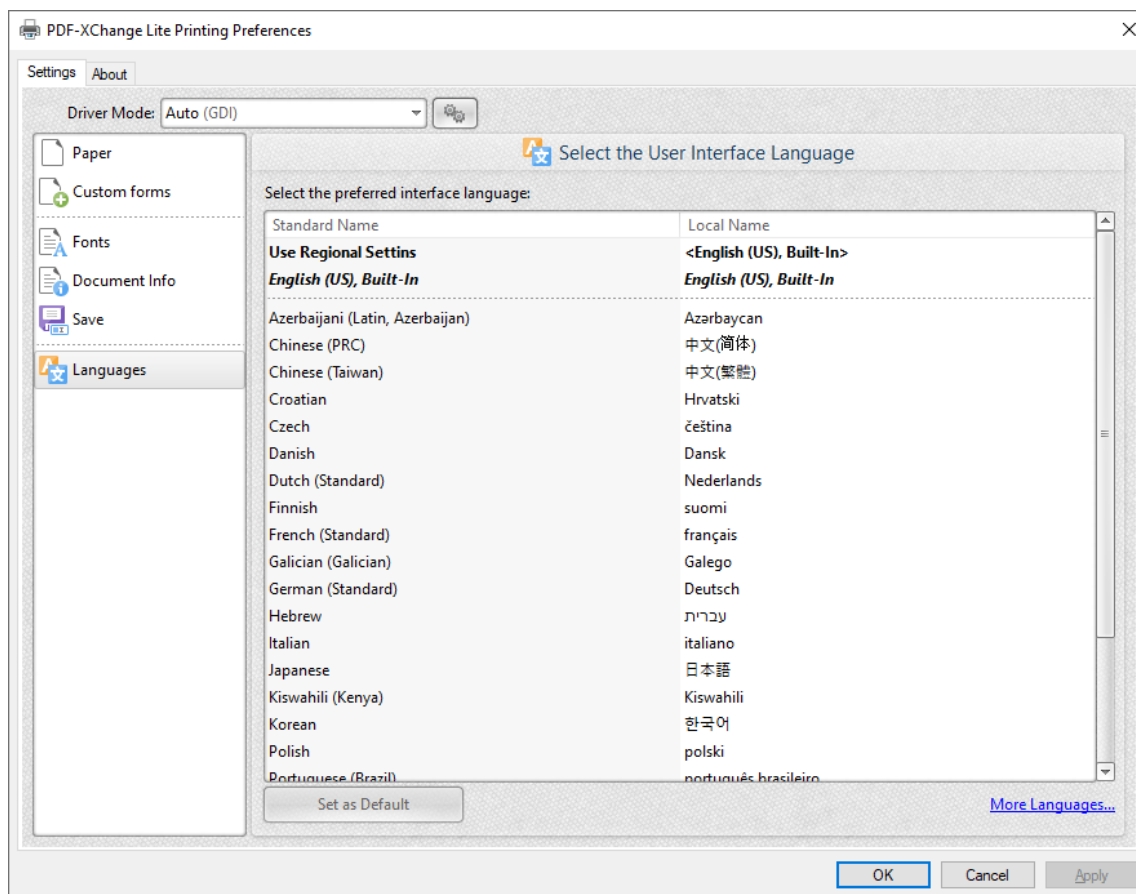 PDF-XChange Lite Printing Preferences
Settings About
Driver Mode: Auto (GDI)
Paper
Custom forms
Fonts
Document Info
Save
Languages
Select the User Interface Language
Select the preferred interface language:
Standard Name Local Name
Use Regional Settins <English (US), Built-In>
English (US), Built-In English (US), Built-In
Azerbaijani (Latin, Azerbaijan) Azərbaycan
Chinese (PRC) 中文(简体)
Chinese (Taiwan) 中文(繁體)
Croatian Hrvatski
Czech čeština
Danish Dansk
Dutch (Standard) Nederlands
Finnish suomi
French (Standard) français
Galician (Galician) Galego
German (Standard) Deutsch
Hebrew עברית
Italian italiano
Japanese 日本語
Kiswahili (Kenya) Kiswahili
Korean 한국어
Polish polski
Portuguese (Brazil) português brasileiro
Set as Default More Languages...
OK Cancel Apply